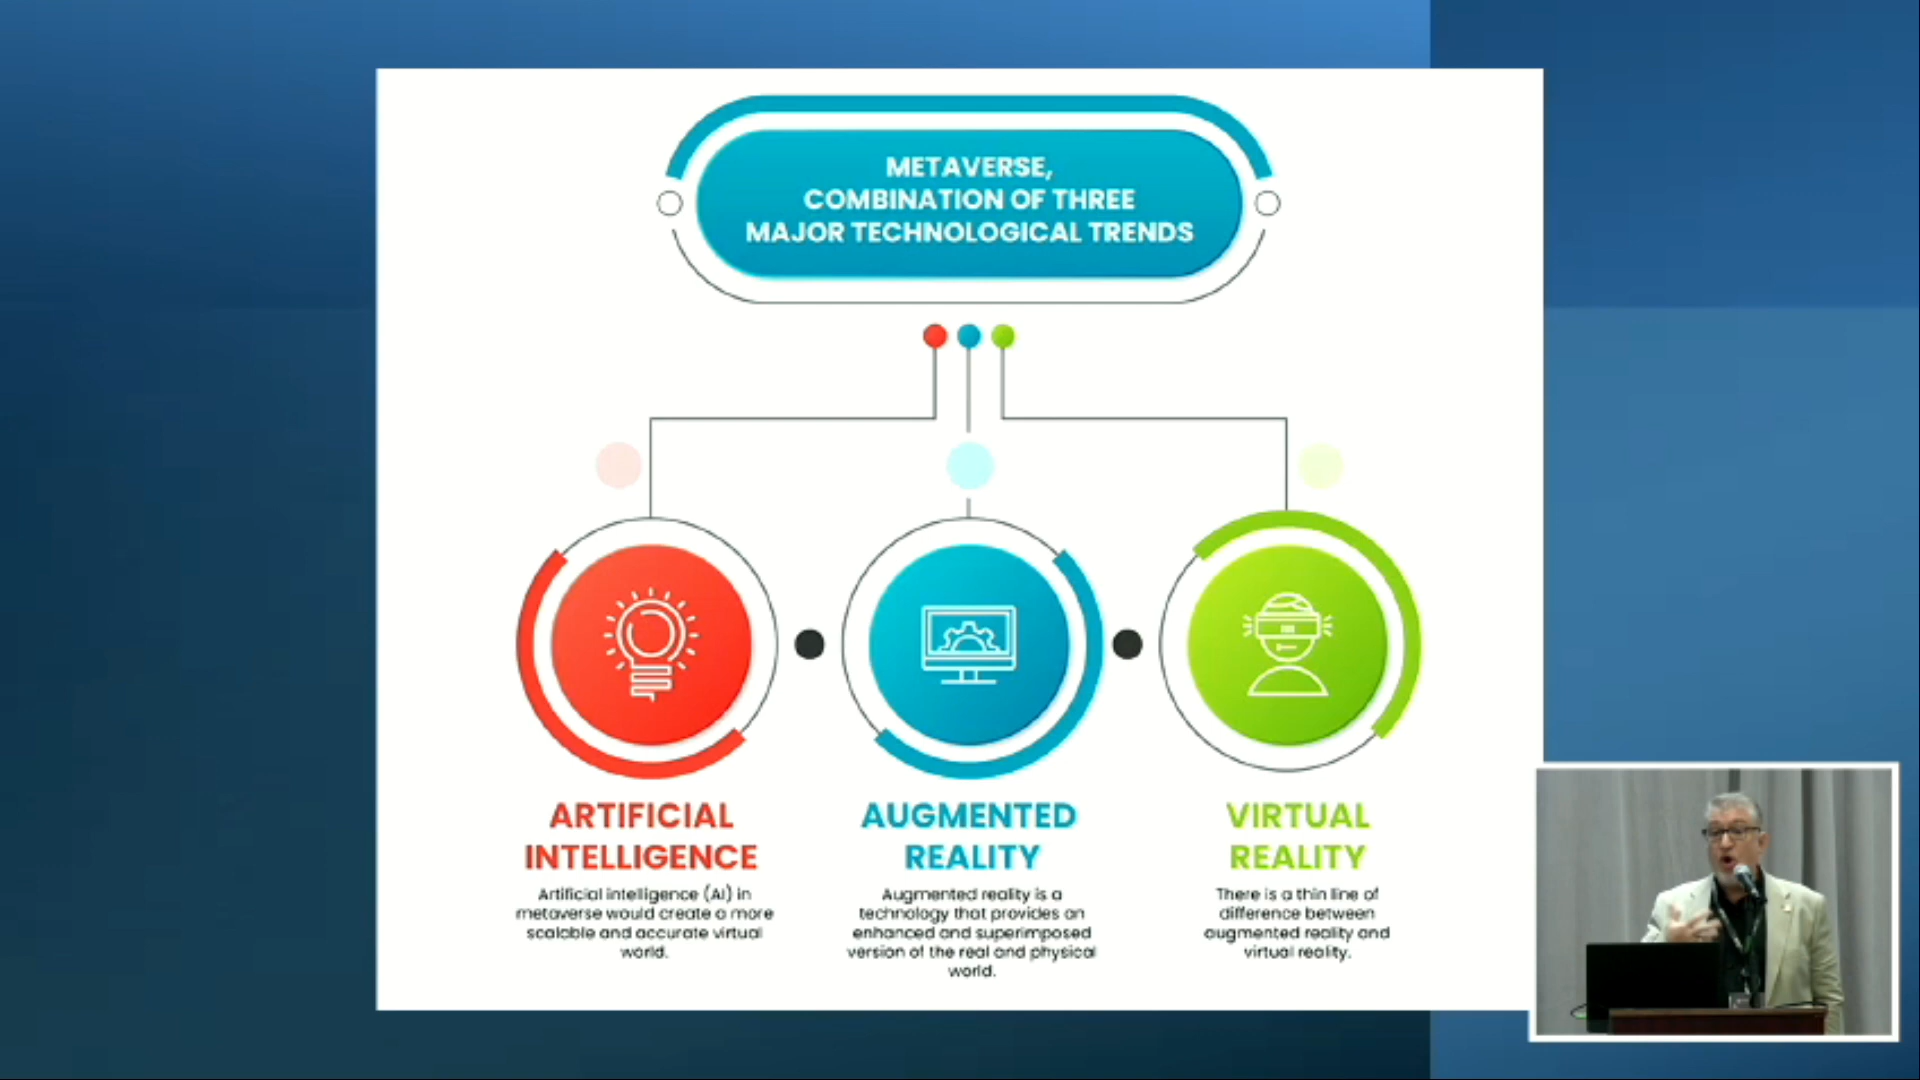 METAVERSE,
COMBINATION OF THREE
MAJOR TECHNOLOGICAL TRENDS
ARTIFICIAL
INTELLIGENCE
Artificial intelligence (AI) in
metaverse would create a more
scalable and accurate virtual
world.
AUGMENTED
REALITY
Augmented reality is a
technology that provides an
enhanced and superimposed
version of the real and physical
world.
VIRTUAL
REALITY
There is a thin line of
difference between
augmented reality and
virtual reality.